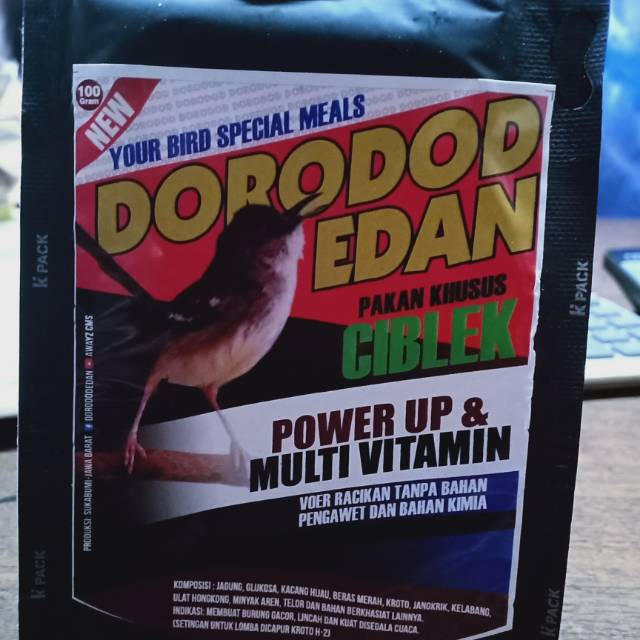 100
Gram
NEW
YOUR BIRD SPECIAL MEALS
DORODOD
EDAN
PAKAN KHUSUS
CIBLEK
POWER UP &
MULTI VITAMIN
VOER RACIKAN TANPA BAHAN
PENGAWET DAN BAHAN KIMIA
KOMPOSISI : JAGUNG, GLUKOSA, KACANG HIJAU, BERAS MERAH, KROTO, JANGKRIK, KELABANG,
ULAT HONGKONG, MINYAK AREN, TELOR DAN BAHAN BERKHASIAT LAINNYA.
INDIKASI: MEMBUAT BURUNG GACOR, LINCAH DAN KUAT DISEGALA CUACA.
(SETINGAN UNTUK LOMBA DICAPUR KROTO H-2)
PRODUKSI: SUKABUMI-JAWA BARAT f DORODODEDAN AWAYZ CMS
K PACK
K PACK
K PACK
K PACK